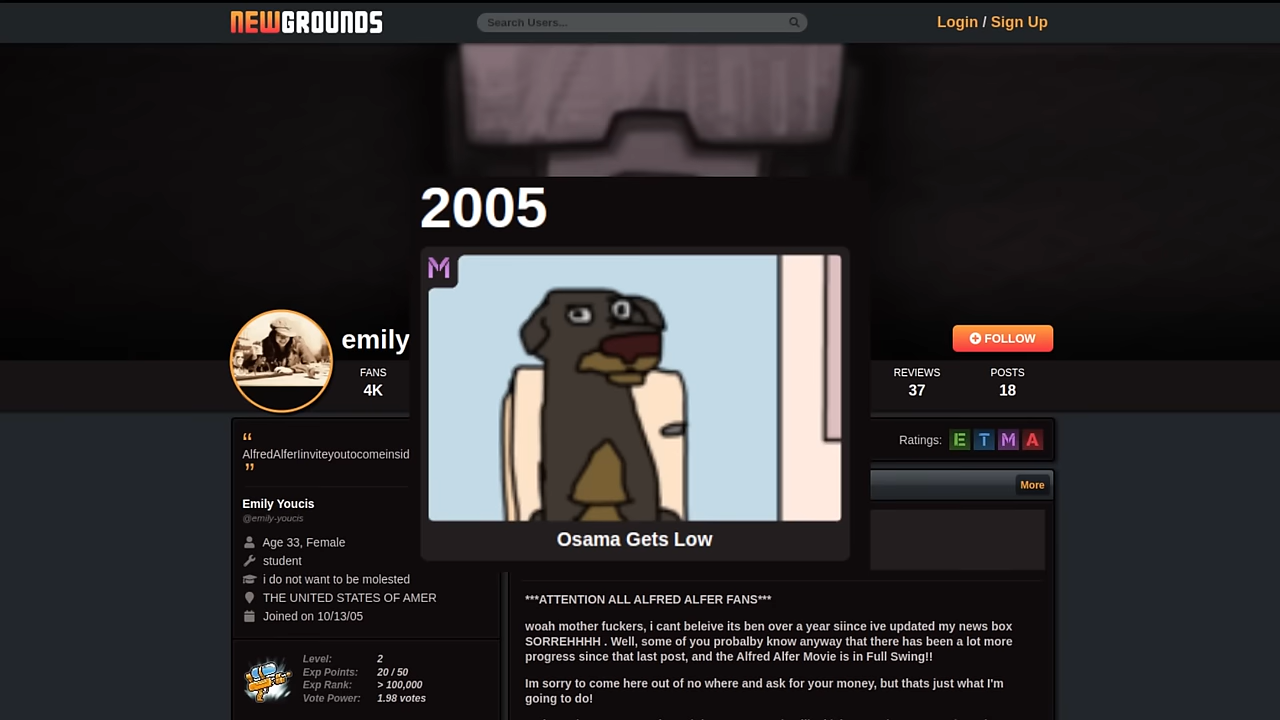 NEWGROUNDS
Search Users...
Login / Sign Up
2005
M
Osama Gets Low
emily
FOLLOW
FANS
4K
REVIEWS
37
POSTS
18
“
AlfredAlferIinviteyoutocomeinsid
”
Ratings: E T M A
More
Emily Youcis
@emily-youcis
Age 33, Female
student
i do not want to be molested
THE UNITED STATES OF AMER
Joined on 10/13/05
Level: 2
Exp Points: 20 / 50
Exp Rank: > 100,000
Vote Power: 1.98 votes
***ATTENTION ALL ALFRED ALFER FANS***
woah mother fuckers, i cant beleive its ben over a year siince ive updated my news box
SORREHHHH . Well, some of you probalby know anyway that there has been a lot more
progress since that last post, and the Alfred Alfer Movie is in Full Swing!!
Im sorry to come here out of no where and ask for your money, but thats just what I'm
going to do!